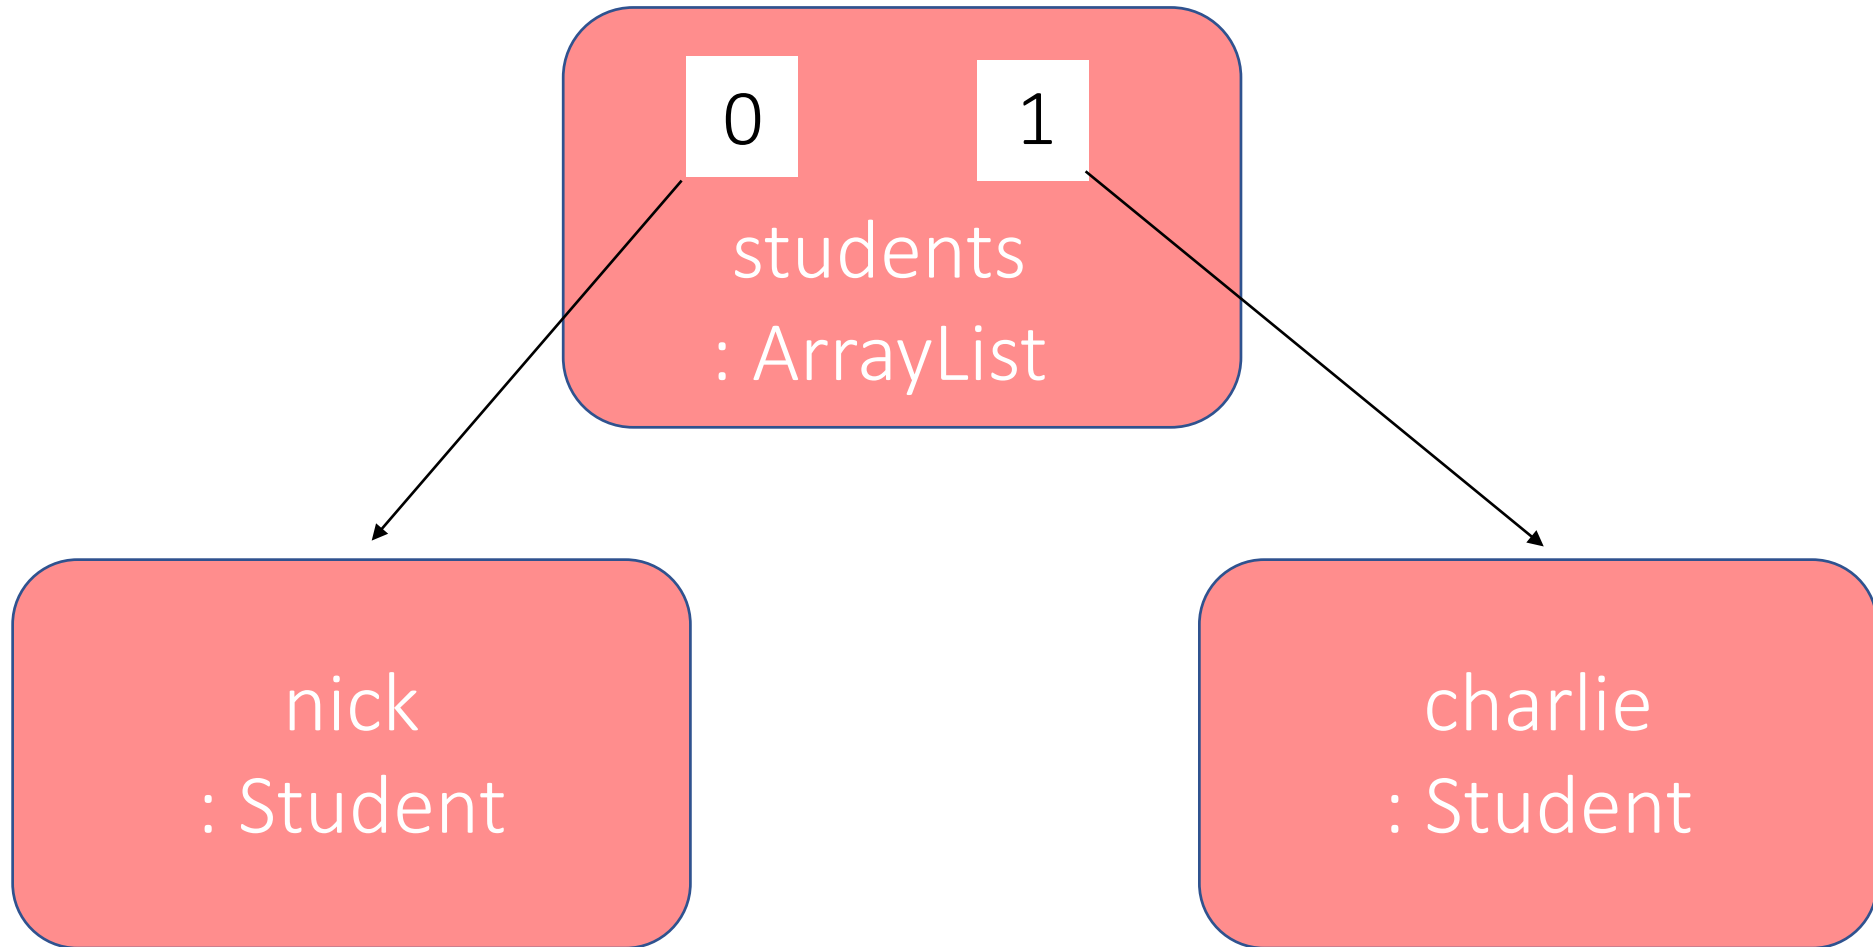 0 1
students
: ArrayList
nick
: Student
charlie
: Student